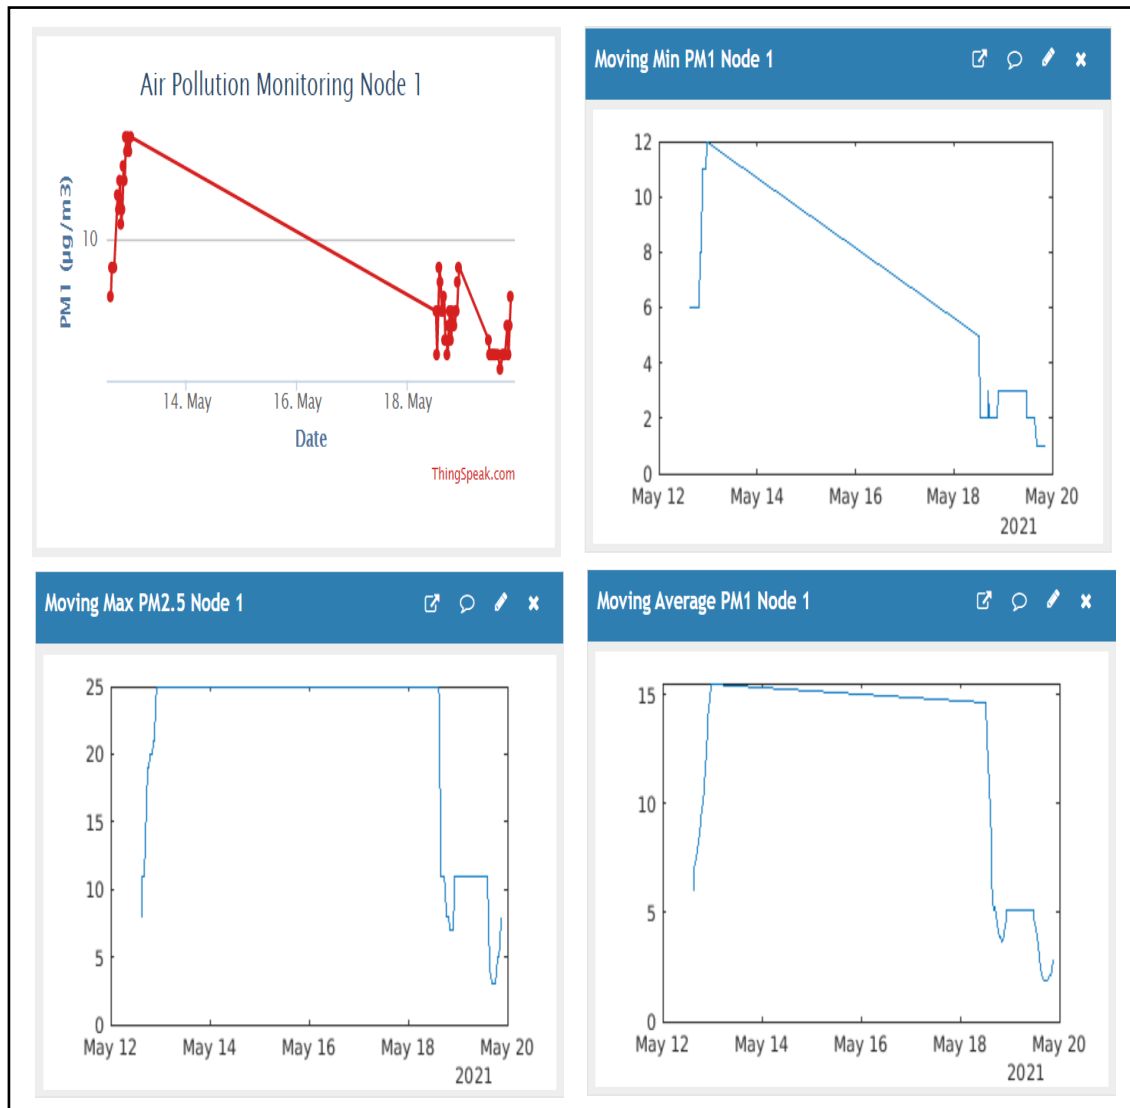 Air Pollution Monitoring Node 1
PM1 (µg/m3)
10
14. May
16. May
18. May
Date
ThingSpeak.com
Moving Min PM1 Node 1
12
10
8
6
4
2
0
May 12
May 14
May 16
May 18
May 20
2021
Moving Max PM2.5 Node 1
25
20
15
10
5
0
May 12
May 14
May 16
May 18
May 20
2021
Moving Average PM1 Node 1
15
10
5
0
May 12
May 14
May 16
May 18
May 20
2021